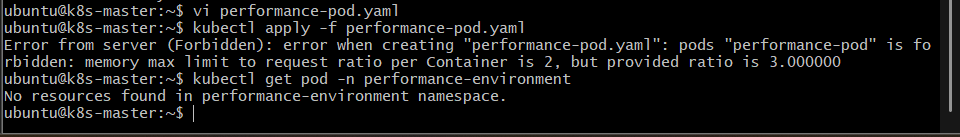 ubuntu@k8s-master:~$ vi performance-pod.yaml
ubuntu@k8s-master:~$ kubectl apply -f performance-pod.yaml
Error from server (Forbidden): error when creating "performance-pod.yaml": pods "performance-pod" is fo
rbidden: memory max limit to request ratio per Container is 2, but provided ratio is 3.000000
ubuntu@k8s-master:~$ kubectl get pod -n performance-environment
No resources found in performance-environment namespace.
ubuntu@k8s-master:~$